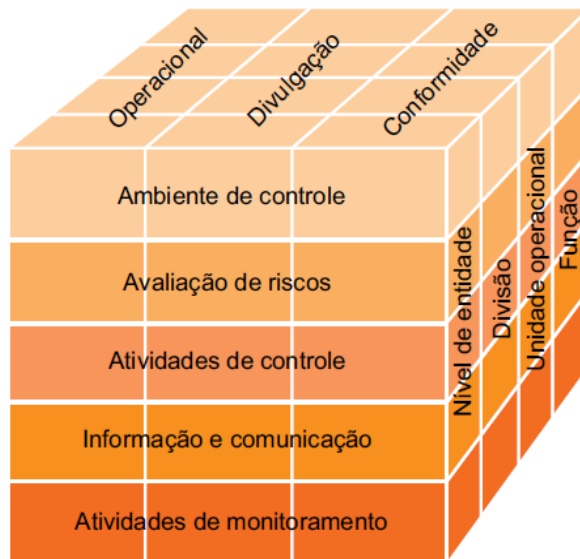 Operacional
Divulgação
Conformidade
Ambiente de controle
Avaliação de riscos
Atividades de controle
Informação e comunicação
Atividades de monitoramento
Nível de entidade
Divisão
Unidade operacional
Função